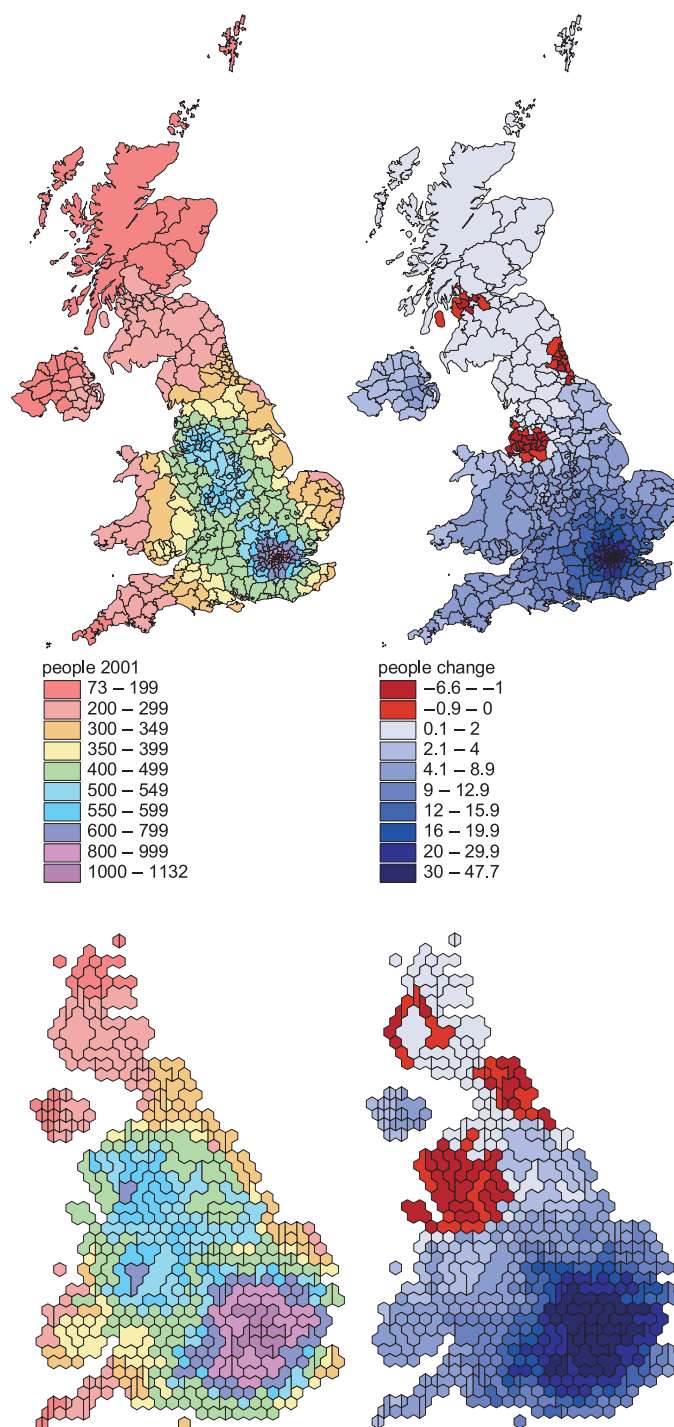 people 2001
73 – 199
200 – 299
300 – 349
350 – 399
400 – 499
500 – 549
550 – 599
600 – 799
800 – 999
1000 – 1132
people change
–6.6 – –1
–0.9 – 0
0.1 – 2
2.1 – 4
4.1 – 8.9
9 – 12.9
12 – 15.9
16 – 19.9
20 – 29.9
30 – 47.7